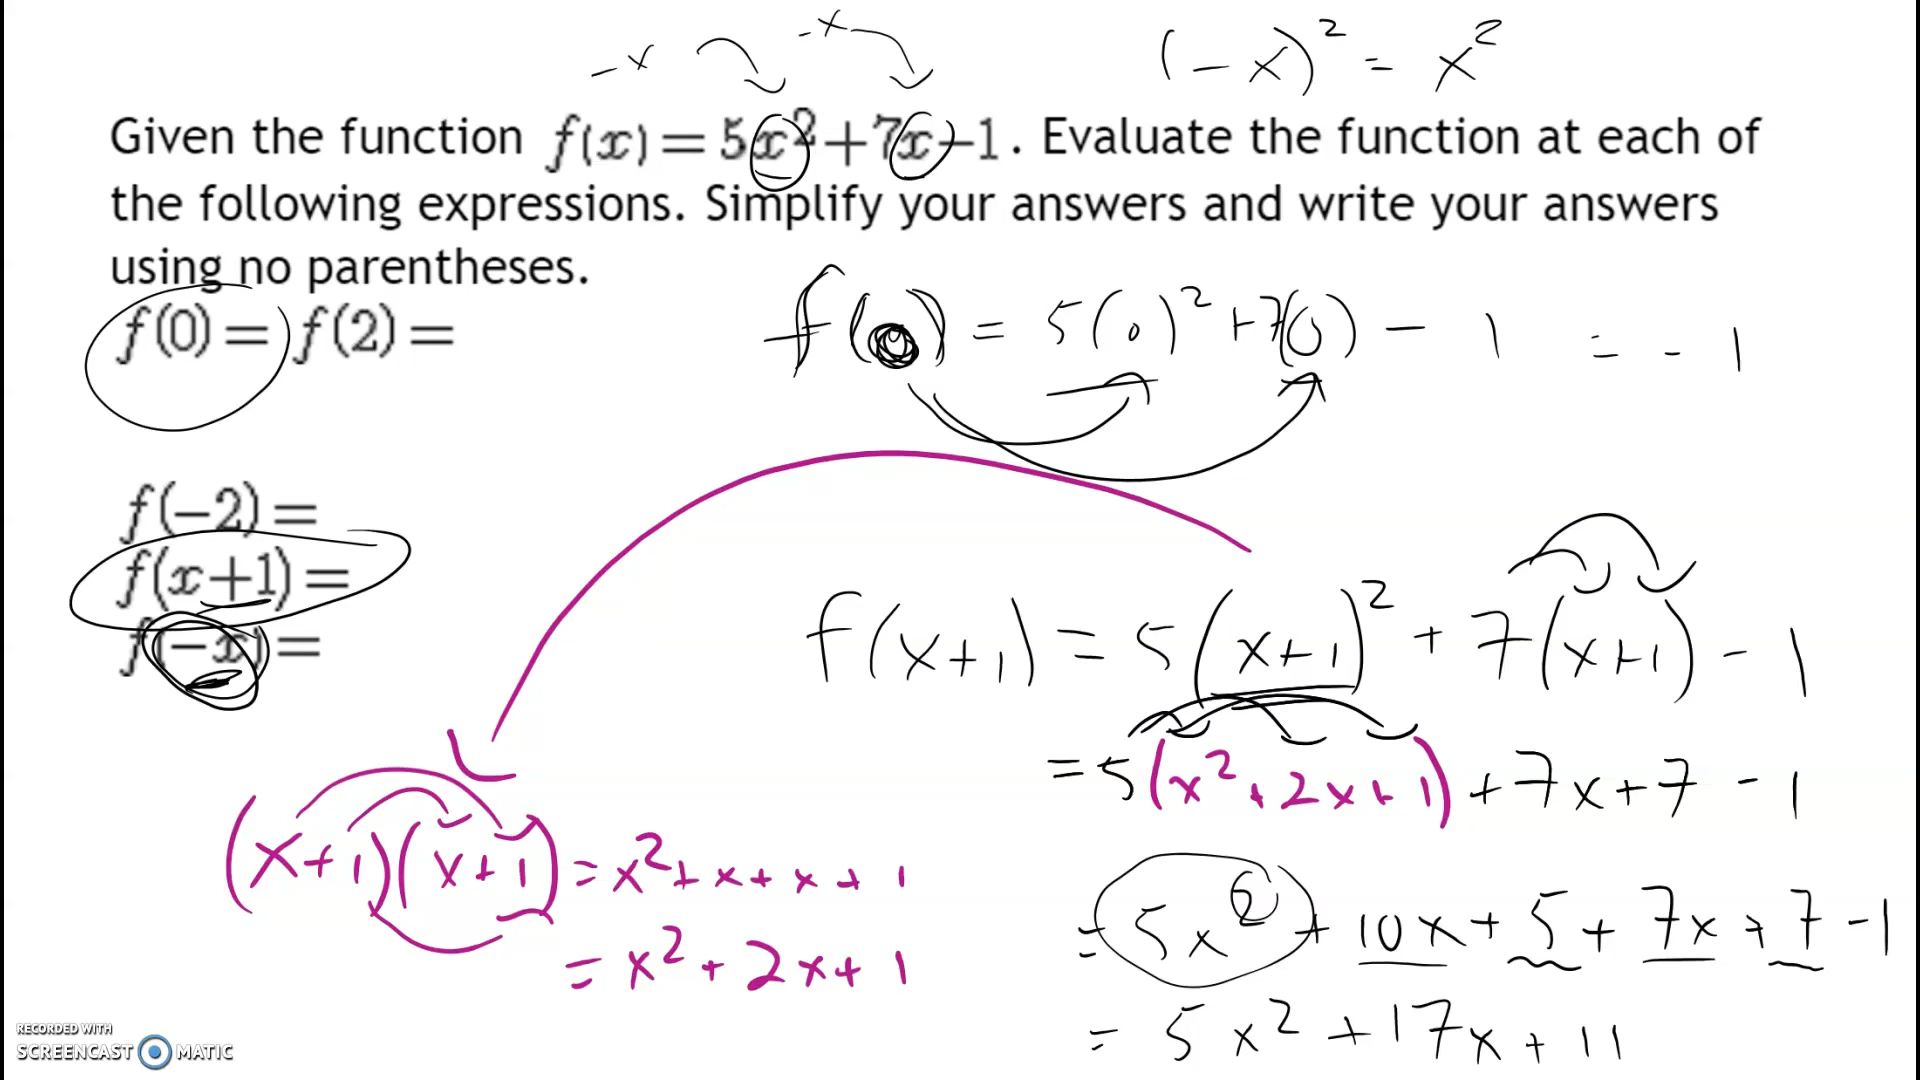 -x -x (-x)² = x²
Given the function f(x)=5x²+7x-1. Evaluate the function at each of
the following expressions. Simplify your answers and write your answers
using no parentheses.
f(0)= f(2)=
f(0) = 5(0)² +7(0) - 1 = -1
f(-2)=
f(x+1)=
f(-x)=
f(x+1) = 5(x+1)² + 7(x+1) - 1
= 5(x² + 2x + 1) + 7x + 7 - 1
(x+1)(x+1) = x² + x + x + 1
= x² + 2x + 1
= 5x² + 10x + 5 + 7x + 7 - 1
= 5x² + 17x + 11
RECORDED WITH
SCREENCAST MATIC